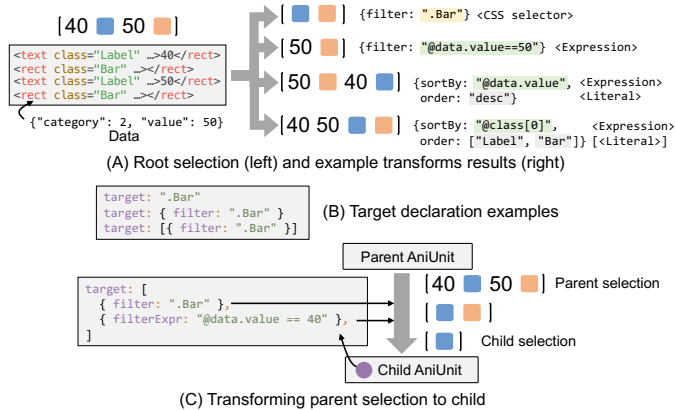 [40 50]
<text class="Label" …>40</rect>
<rect class="Bar" …></rect>
<text class="Label" …>50</rect>
<rect class="Bar" …></rect>
{"category": 2, "value": 50}
Data
[ ] {filter: ".Bar"} <CSS selector>
[50 ] {filter: "@data.value==50"} <Expression>
[50 40 ] {sortBy: "@data.value", <Expression>
order: "desc"} <Literal>
[40 50 ] {sortBy: "@class[0]", <Expression>
order: ["Label", "Bar"]} [<Literal>]
(A) Root selection (left) and example transforms results (right)
target: ".Bar"
target: { filter: ".Bar" }
target: [{ filter: ".Bar" }]
(B) Target declaration examples
Parent AniUnit
[40 50 ] Parent selection
target: [
{ filter: ".Bar" },
{ filterExpr: "@data.value == 40" },
]
[ ] Child selection
Child AniUnit
(C) Transforming parent selection to child